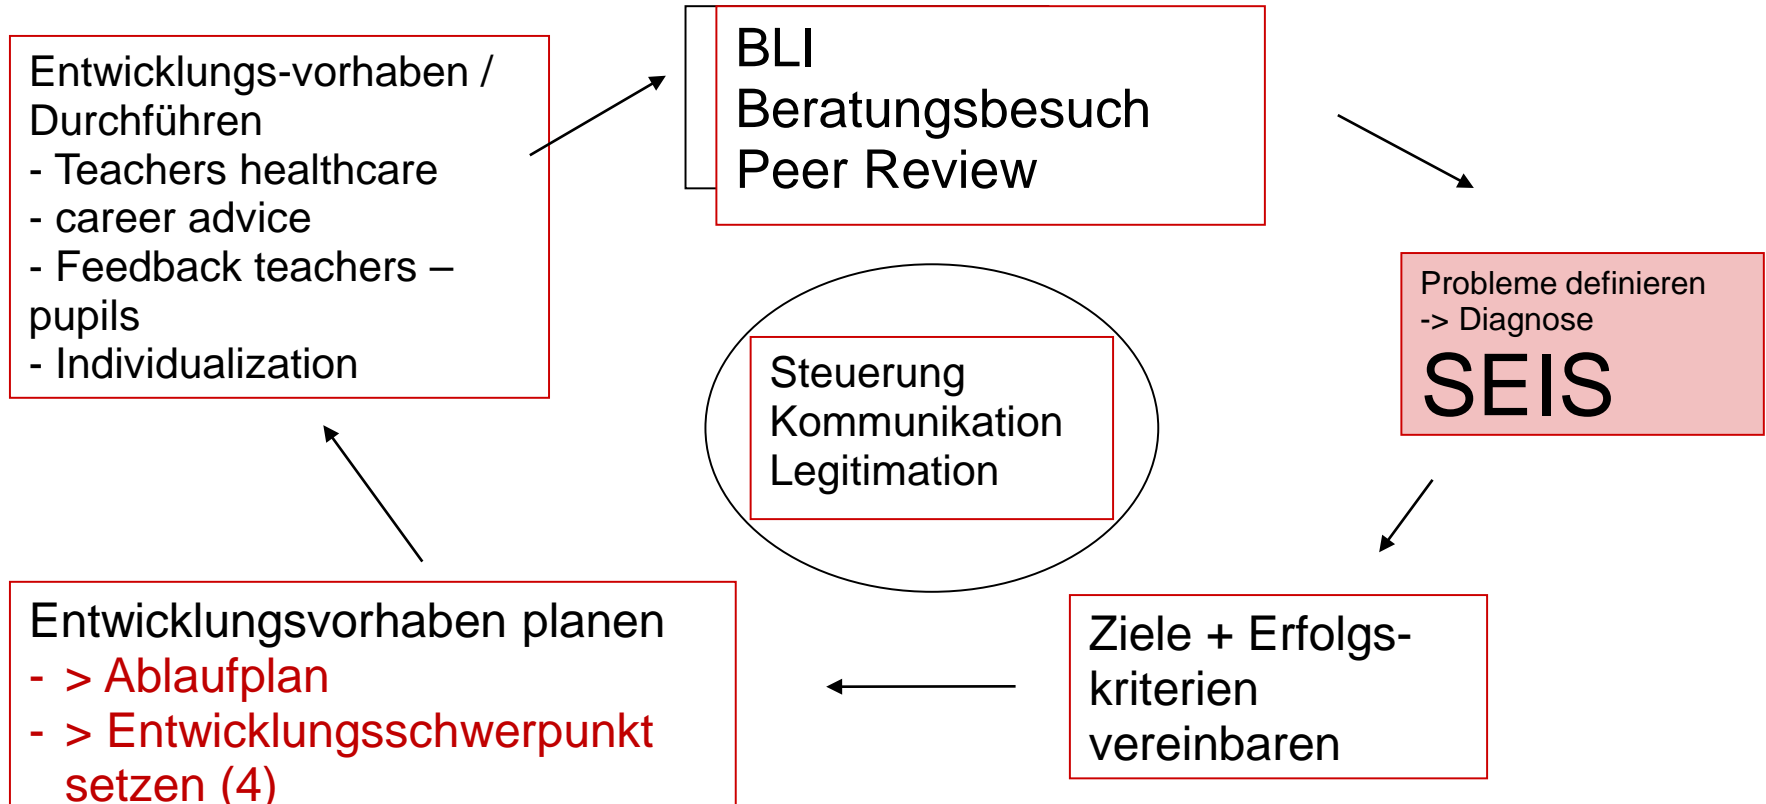 Entwicklungs-vorhaben /
Durchführen
- Teachers healthcare
- career advice
- Feedback teachers –
pupils
- Individualization
BLI
Beratungsbesuch
Peer Review
Probleme definieren
-> Diagnose
SEIS
Steuerung
Kommunikation
Legitimation
Ziele + Erfolgs-
kriterien
vereinbaren
Entwicklungsvorhaben planen
- > Ablaufplan
- > Entwicklungsschwerpunkt
setzen (4)